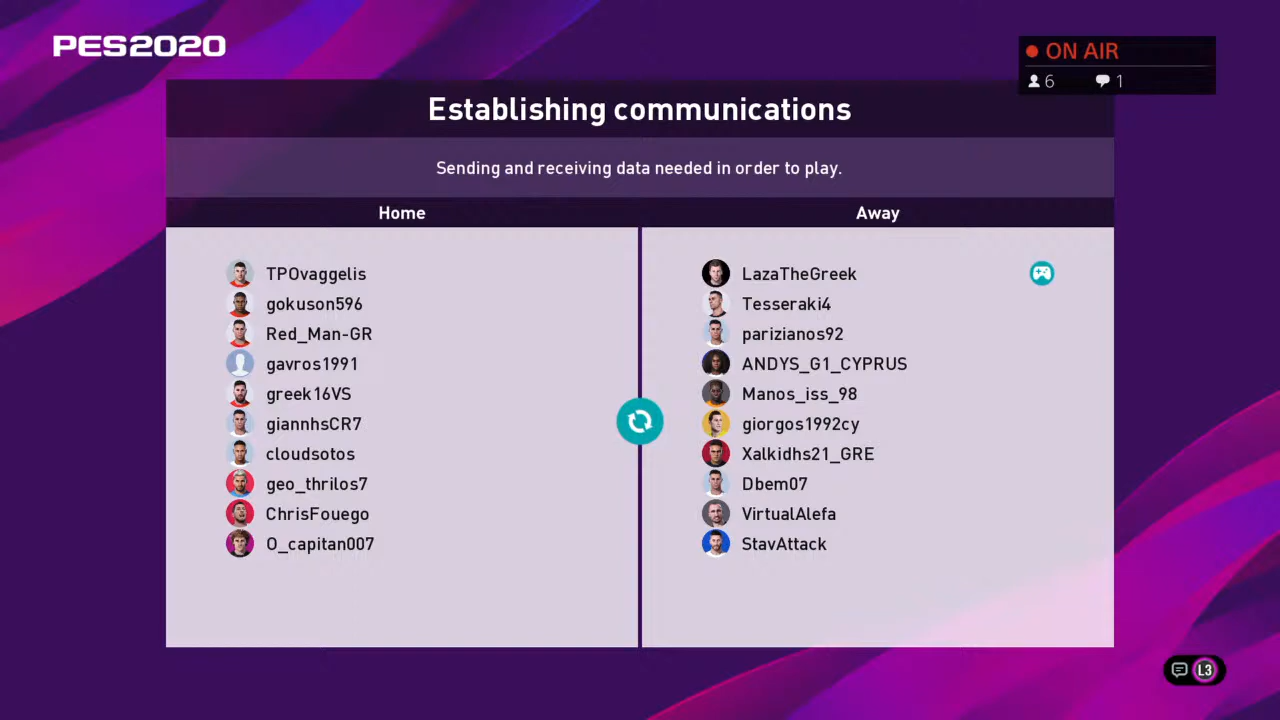 PES2020
ON AIR
6 1
Establishing communications
Sending and receiving data needed in order to play.
Home Away
TPOvaggelis LazaTheGreek
gokuson596 Tesseraki4
Red_Man-GR parizianos92
gavros1991 ANDYS_G1_CYPRUS
greek16VS Manos_iss_98
giannhsCR7 giorgos1992cy
cloudsotos Xalkidhs21_GRE
geo_thrilos7 Dbem07
ChrisFouego VirtualAlefa
O_capitan007 StavAttack
L3